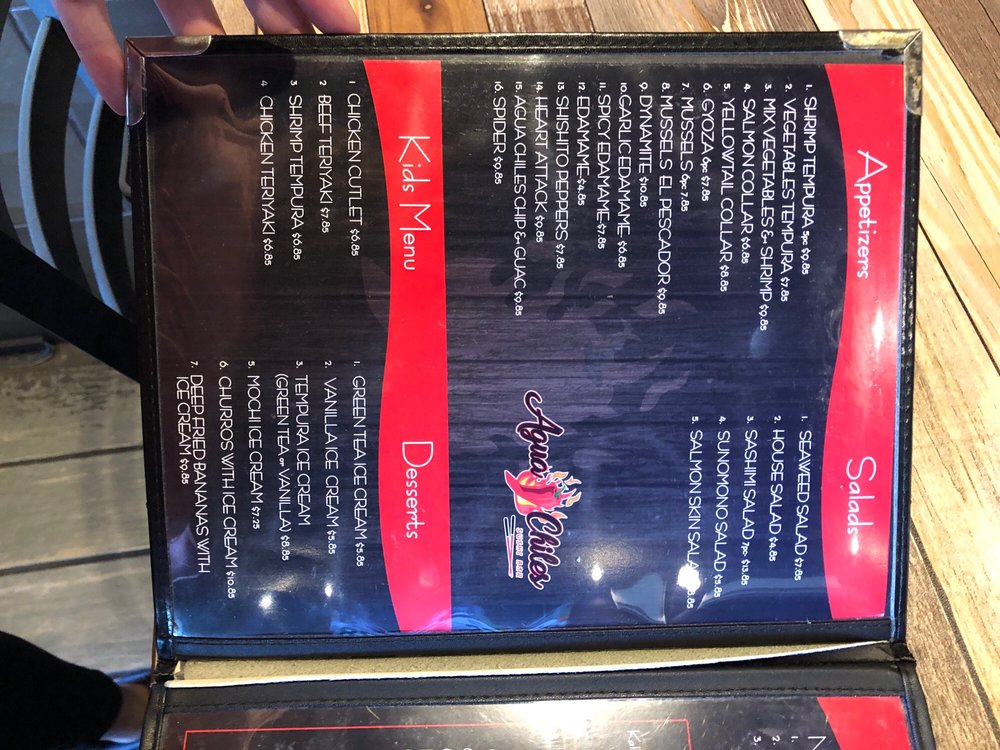 Appetizers
1. SHRIMP TEMPURA 5pc $9.85
2. VEGETABLES TEMPURA $7.85
3. MIX VEGETABLES & SHRIMP $9.85
4. SALMON COLLAR $6.85
5. YELLOWTAIL COLLAR $8.85
6. GYOZA 6pc $7.85
7. MUSSELS 6pc 7.85
8. MUSSELS EL PESCADOR $9.85
9. DYNAMITE $10.85
10. GARLIC EDAMAME $6.85
11. SPICY EDAMAME $7.85
12. EDAMAME $4.85
13. SHISHITO PEPPERS $7.85
14. HEART ATTACK $9.85
15. AGUA CHILES CHIP & GUAC $9.85
16. SPIDER $9.85
Salads
1. SEAWEED SALAD $7.85
2. HOUSE SALAD $4.85
3. SASHIMI SALAD 7pc $13.85
4. SUNOMONO SALAD $5.85
5. SALMON SKIN
Agua Chiles
SUSHI BAR
Kids Menu
1. CHICKEN CUTLET $6.85
2 BEEF TERIYAKI $7.85
3 SHRIMP TEMPURA $6.85
4 CHICKEN TERIYAKI $6.85
Desserts
1. GREEN TEA ICE CREAM $5.85
2. VANILLA ICE CREAM $5.85
3. TEMPURA ICE CREAM
(GREEN TEA or VANILLA) $8.85
5. MOCHI ICE CREAM $7.25
6. CHURROS WITH ICE CREAM $10.85
7. DEEP FRIED BANANAS WITH
ICE CREAM $9.85